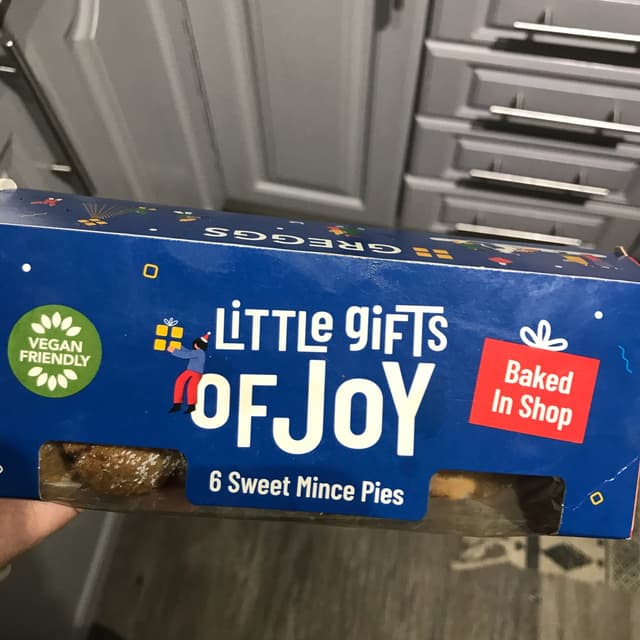 GREGGS
VEGAN
FRIENDLY
LiTTLe giFTS
OF JOY
Baked
In Shop
6 Sweet Mince Pies